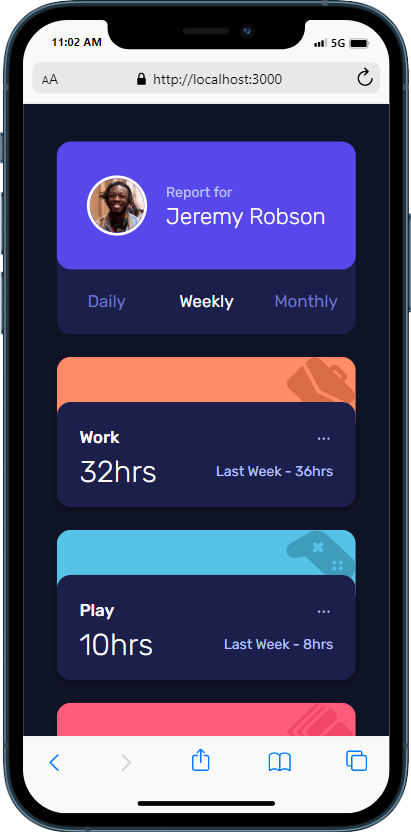 11:02 AM
5G
AA
http://localhost:3000
Report for
Jeremy Robson
Daily
Weekly
Monthly
Work
...
32hrs
Last Week - 36hrs
Play
...
10hrs
Last Week - 8hrs